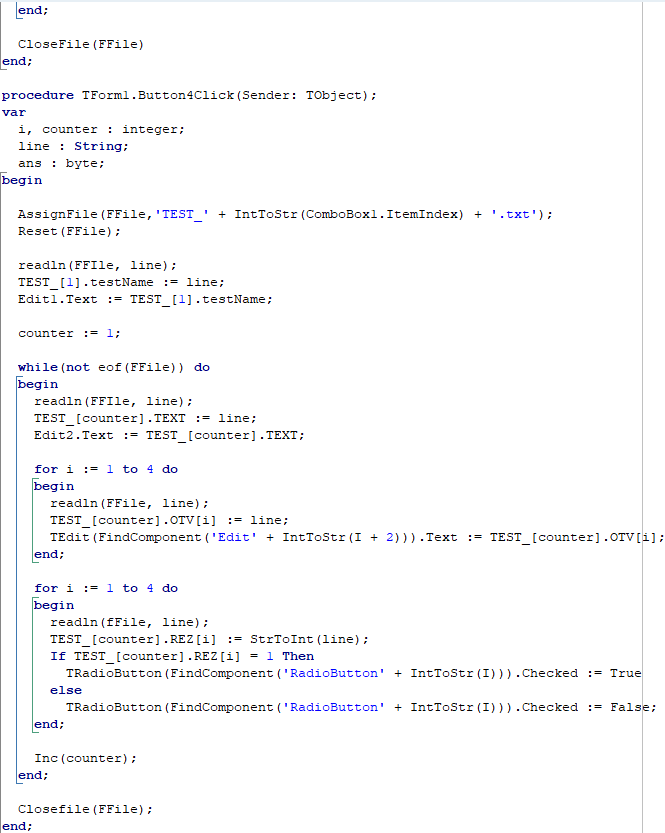 end;
CloseFile(FFile)
end;
procedure TForm1.Button4Click(Sender: TObject);
var
i, counter : integer;
line : String;
ans : byte;
begin
AssignFile(FFile,'TEST_' + IntToStr(ComboBox1.ItemIndex) + '.txt');
Reset(FFile);
readln(FFIle, line);
TEST_[1].testName := line;
Edit1.Text := TEST_[1].testName;
counter := 1;
while(not eof(FFile)) do
begin
readln(FFIle, line);
TEST_[counter].TEXT := line;
Edit2.Text := TEST_[counter].TEXT;
for i := 1 to 4 do
begin
readln(FFile, line);
TEST_[counter].OTV[i] := line;
TEdit(FindComponent('Edit' + IntToStr(I + 2))).Text := TEST_[counter].OTV[i];
end;
for i := 1 to 4 do
begin
readln(fFile, line);
TEST_[counter].REZ[i] := StrToInt(line);
If TEST_[counter].REZ[i] = 1 Then
TRadioButton(FindComponent('RadioButton' + IntToStr(I))).Checked := True
else
TRadioButton(FindComponent('RadioButton' + IntToStr(I))).Checked := False;
end;
Inc(counter);
end;
Closefile(FFile);
end;